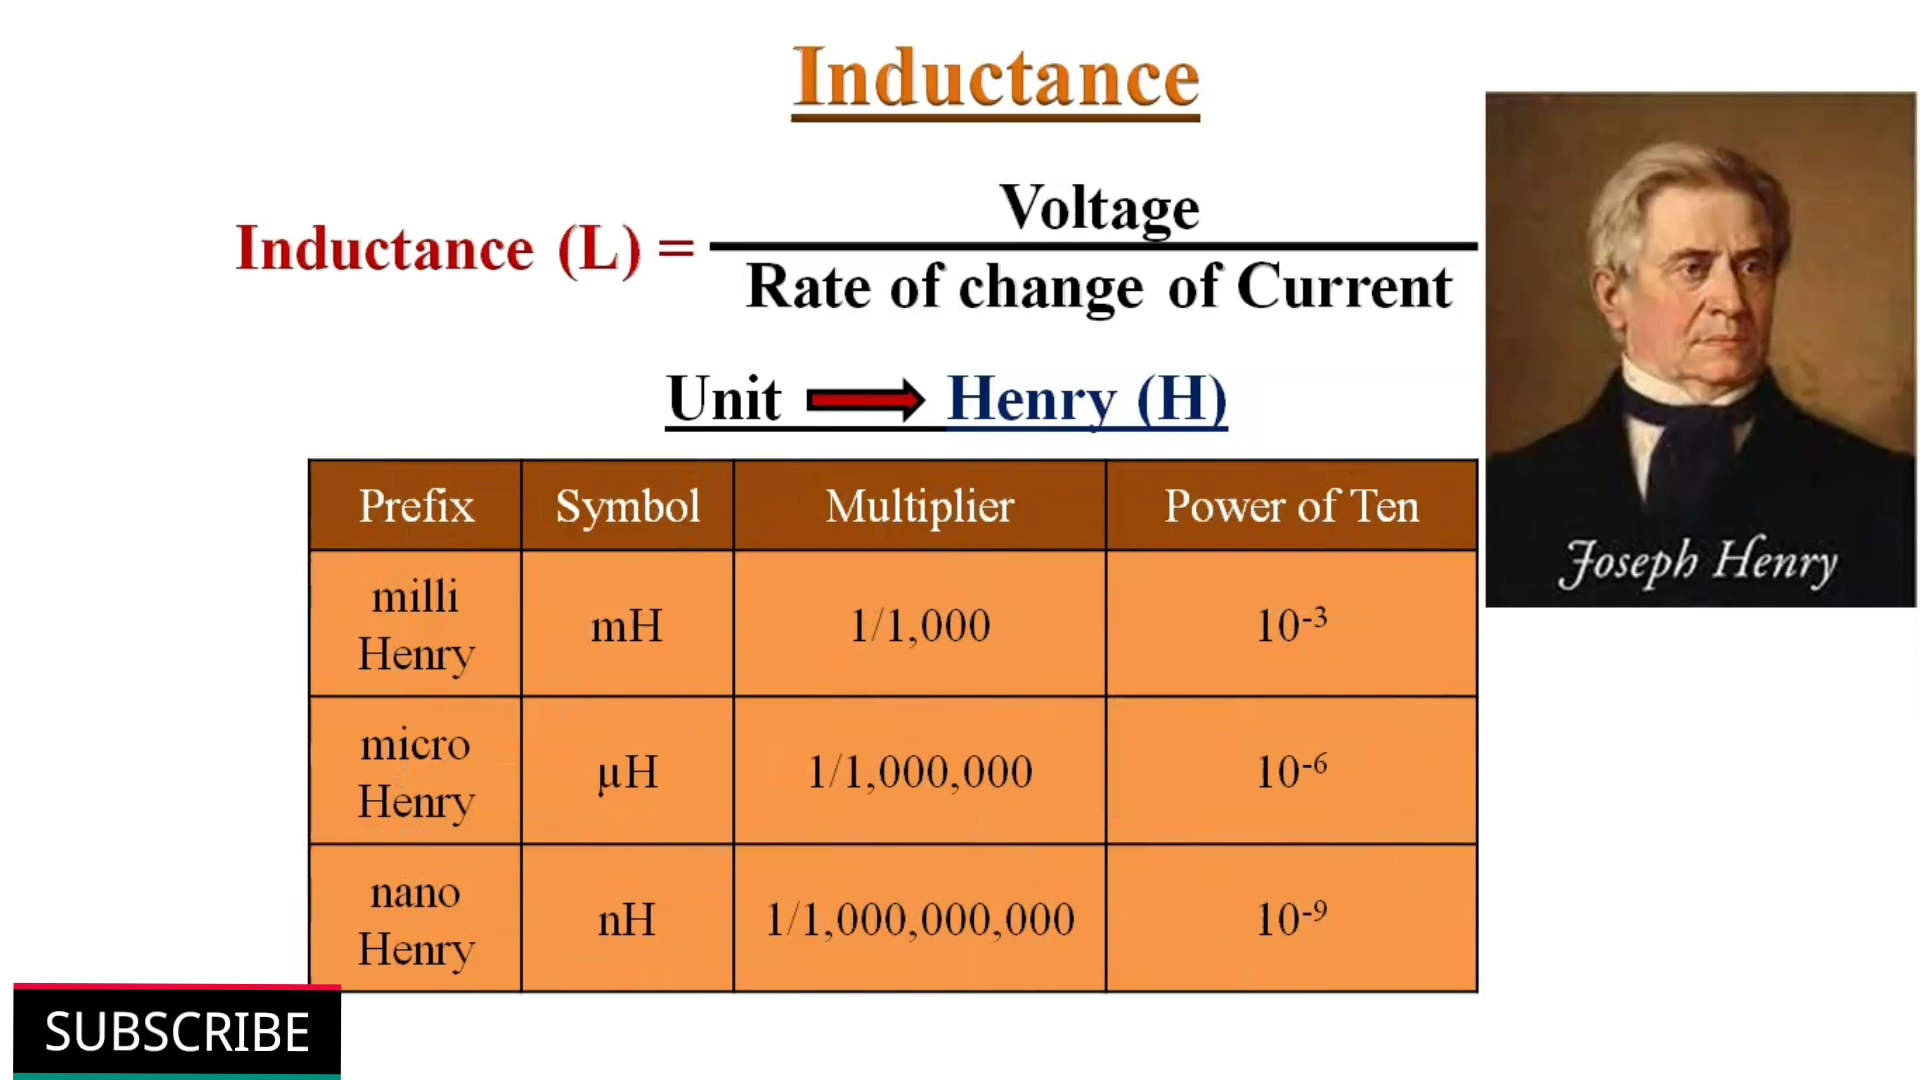 Inductance
Voltage
Inductance (L) =
Rate of change of Current
Unit Henry (H)
Joseph Henry
Prefix Symbol Multiplier Power of Ten
milli Henry mH 1/1,000 10⁻³
micro Henry µH 1/1,000,000 10⁻⁶
nano Henry nH 1/1,000,000,000 10⁻⁹
SUBSCRIBE